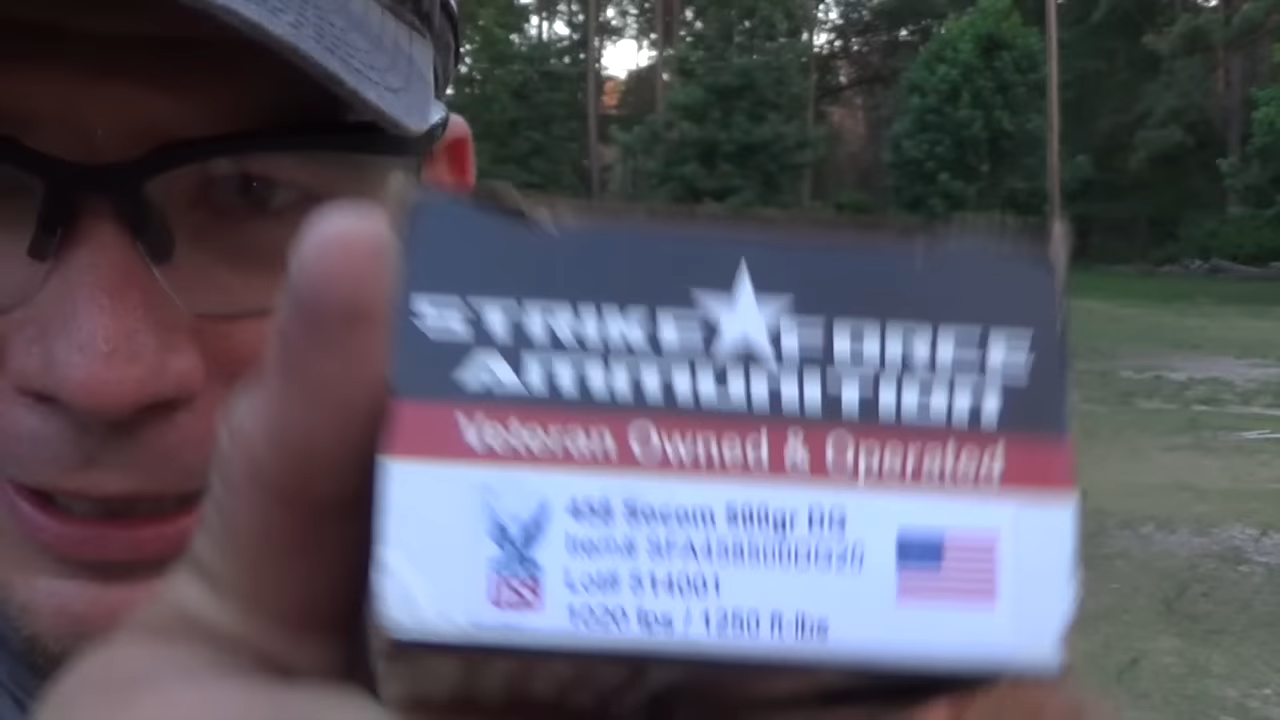 STRIKE FORCE
AMMUNITION
Veteran Owned & Operated
458 Socom 500gr
Lot# 514001
1020 fps / 1250 ft-lbs